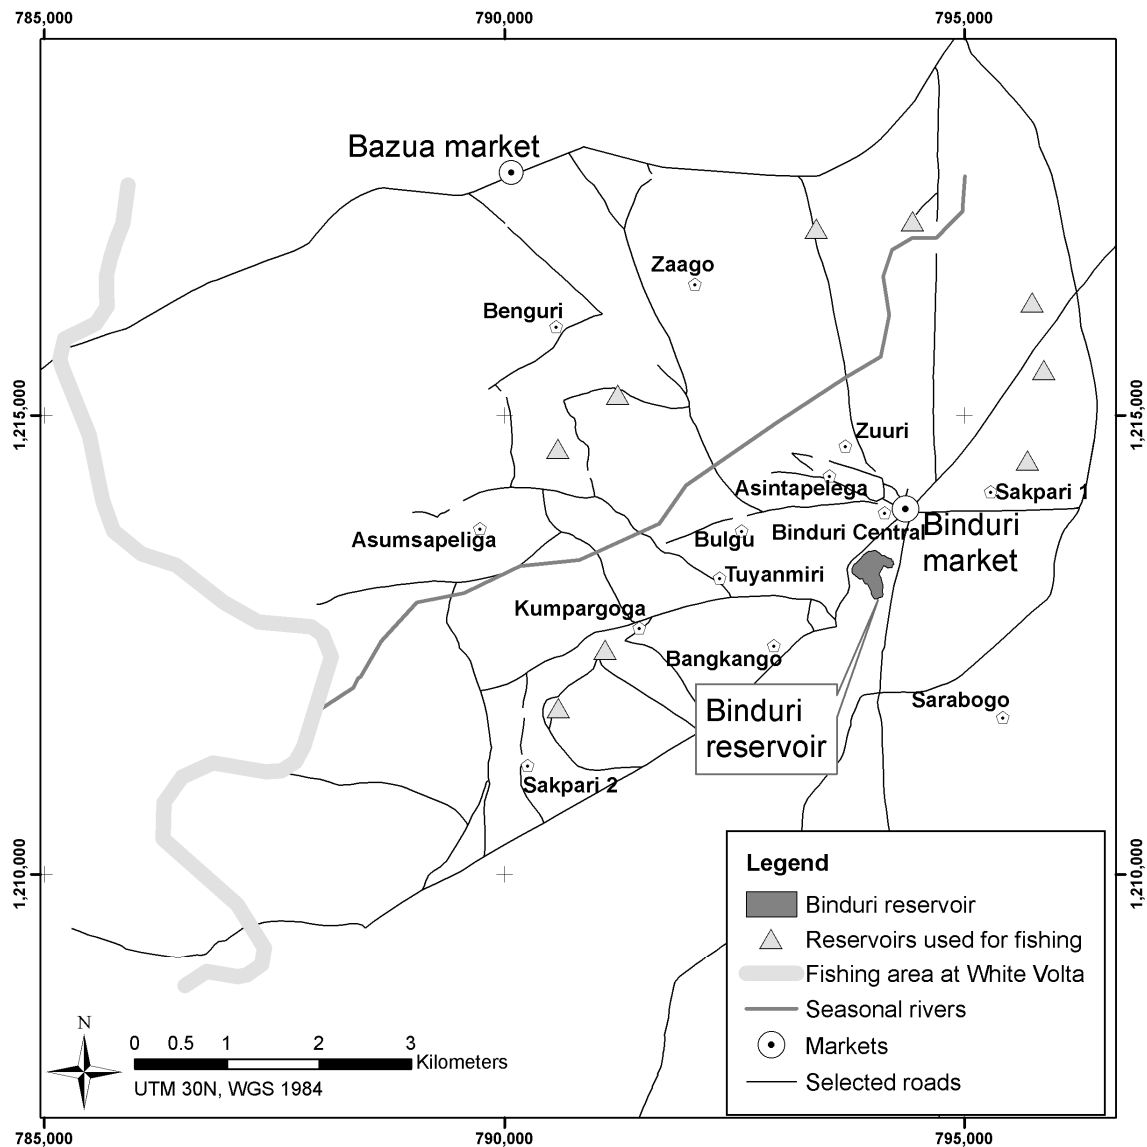 785,000
790,000
795,000
Bazua market
Zaago
Benguri
1,215,000
1,215,000
Zuuri
Asintapelega
Sakpari 1
Binduri
market
Binduri Central
Asumsapeliga
Bulgu
Tuyanmiri
Kumpargoga
Bangkango
Binduri
reservoir
Sarabogo
Sakpari 2
1,210,000
1,210,000
Legend
Binduri reservoir
Reservoirs used for fishing
Fishing area at White Volta
Seasonal rivers
Markets
Selected roads
N
0 0.5 1 2 3
Kilometers
UTM 30N, WGS 1984
785,000
790,000
795,000